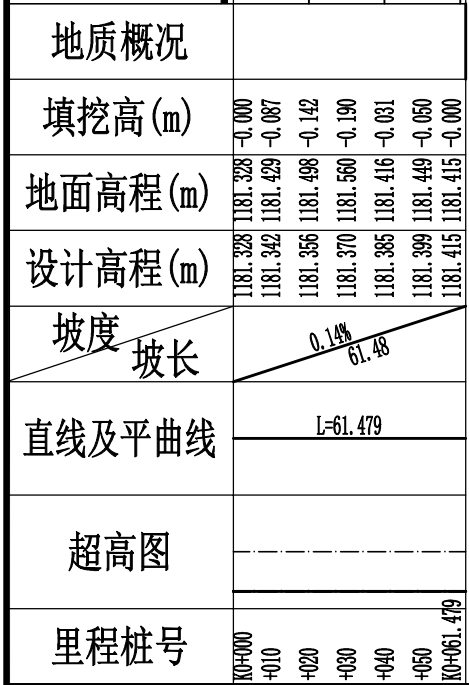 地质概况
填挖高(m) -0.000 -0.087 -0.142 -0.190 -0.031 -0.050 -0.000
地面高程(m) 1181.328 1181.429 1181.498 1181.560 1181.416 1181.449 1181.415
设计高程(m) 1181.328 1181.342 1181.356 1181.370 1181.385 1181.399 1181.415
坡度 坡长 0.14% 61.48
直线及平曲线 L=61.479
超高图
里程桩号 K0+000 +010 +020 +030 +040 +050 K0+061.479